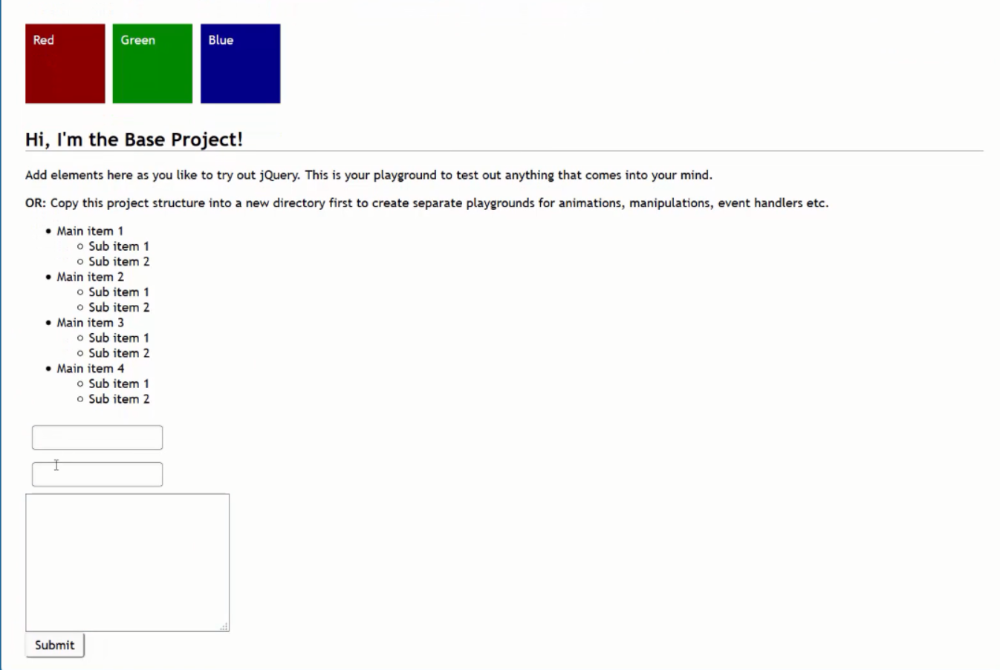 Red Green Blue
Hi, I'm the Base Project!
Add elements here as you like to try out jQuery. This is your playground to test out anything that comes into your mind.
OR: Copy this project structure into a new directory first to create separate playgrounds for animations, manipulations, event handlers etc.
Main item 1
Sub item 1
Sub item 2
Main item 2
Sub item 1
Sub item 2
Main item 3
Sub item 1
Sub item 2
Main item 4
Sub item 1
Sub item 2
Submit